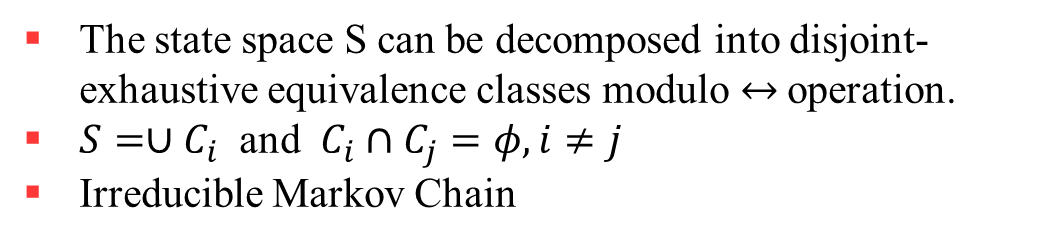 ▪ The state space S can be decomposed into disjoint-
exhaustive equivalence classes modulo ↔ operation.
▪ S =∪ C_i and C_i ∩ C_j = ϕ, i ≠ j
▪ Irreducible Markov Chain